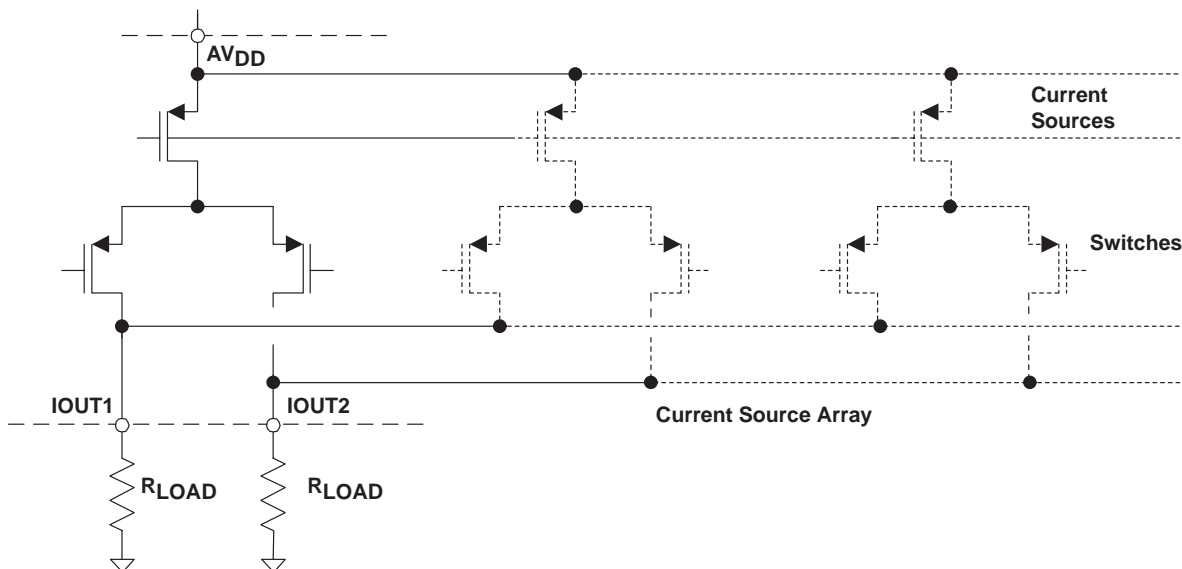 AVDD
Current
Sources
Switches
IOUT1
IOUT2
Current Source Array
RLOAD
RLOAD